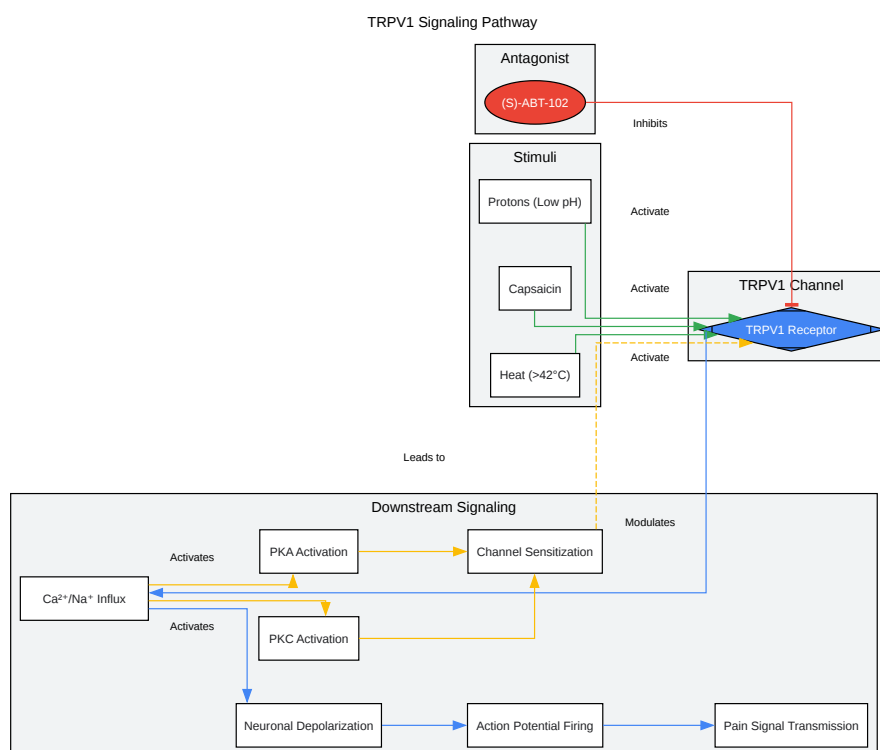 TRPV1 Signaling Pathway
Antagonist
(S)-ABT-102
Inhibits
Stimuli
Protons (Low pH)
Activate
Capsaicin
Activate
TRPV1 Channel
TRPV1 Receptor
Heat (>42°C)
Activate
Leads to
Downstream Signaling
Modulates
PKA Activation
Channel Sensitization
Activates
Ca²⁺/Na⁺ Influx
Activates
PKC Activation
Neuronal Depolarization
Action Potential Firing
Pain Signal Transmission